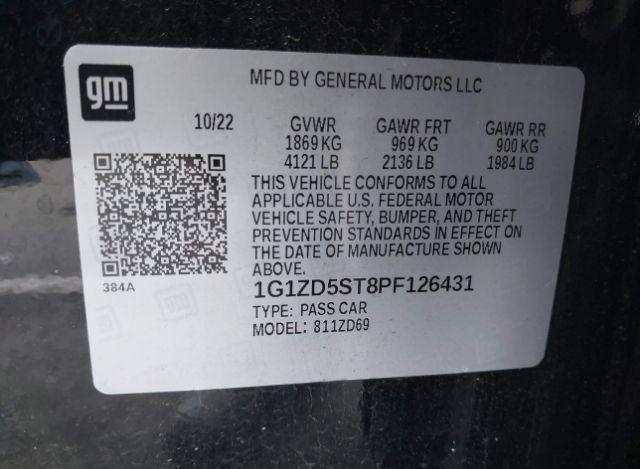 gm
MFD BY GENERAL MOTORS LLC
10/22 GVWR GAWR FRT GAWR RR
1869 KG 969 KG 900 KG
4121 LB 2136 LB 1984 LB
THIS VEHICLE CONFORMS TO ALL
APPLICABLE U.S. FEDERAL MOTOR
VEHICLE SAFETY, BUMPER, AND THEFT
PREVENTION STANDARDS IN EFFECT ON
THE DATE OF MANUFACTURE SHOWN
ABOVE.
384A
1G1ZD5ST8PF126431
TYPE: PASS CAR
MODEL: 811ZD69